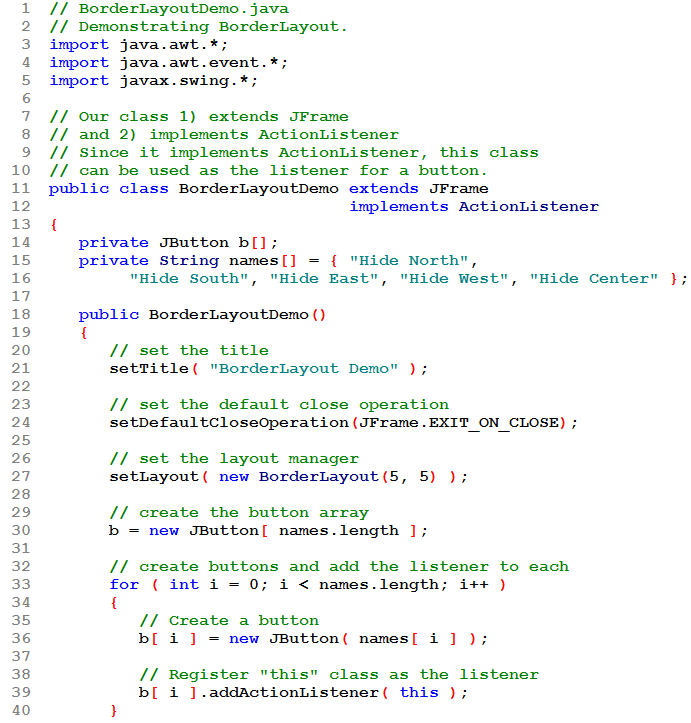 1 // BorderLayoutDemo.java
2 // Demonstrating BorderLayout.
3 import java.awt.*;
4 import java.awt.event.*;
5 import javax.swing.*;
6
7 // Our class 1) extends JFrame
8 // and 2) implements ActionListener
9 // Since it implements ActionListener, this class
10 // can be used as the listener for a button.
11 public class BorderLayoutDemo extends JFrame
12                               implements ActionListener
13 {
14    private JButton b[];
15    private String names[] = { "Hide North",
16         "Hide South", "Hide East", "Hide West", "Hide Center" };
17
18    public BorderLayoutDemo()
19    {
20       // set the title
21       setTitle( "BorderLayout Demo" );
22
23       // set the default close operation
24       setDefaultCloseOperation(JFrame.EXIT_ON_CLOSE);
25
26       // set the layout manager
27       setLayout( new BorderLayout(5, 5) );
28
29       // create the button array
30       b = new JButton[ names.length ];
31
32       // create buttons and add the listener to each
33       for ( int i = 0; i < names.length; i++ )
34       {
35          // Create a button
36          b[ i ] = new JButton( names[ i ] );
37
38          // Register "this" class as the listener
39          b[ i ].addActionListener( this );
40       }